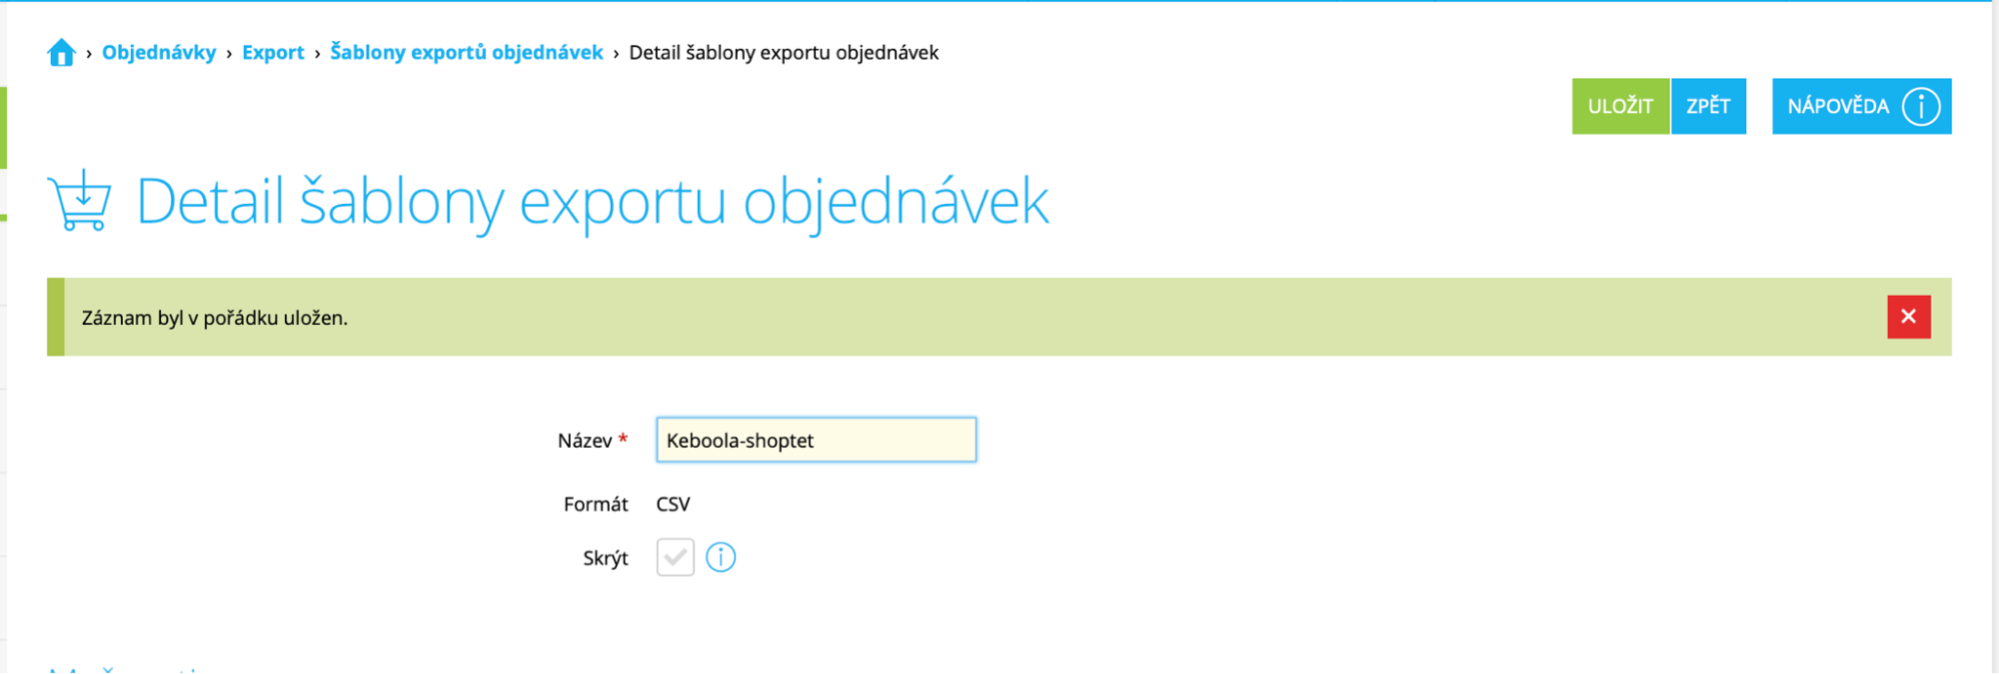 › Objednávky › Export › Šablony exportů objednávek › Detail šablony exportu objednávek
ULOŽIT ZPĚT NÁPOVĚDA
Detail šablony exportu objednávek
Záznam byl v pořádku uložen.
Název * Keboola-shoptet
Formát CSV
Skrýt